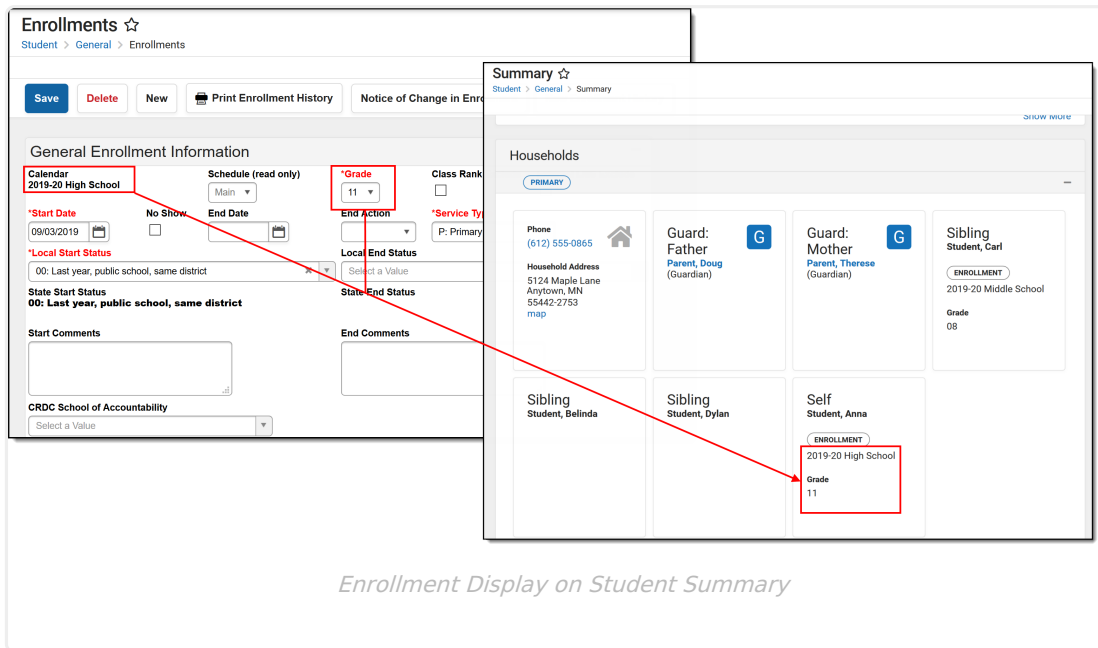 Enrollments
Student > General > Enrollments
Save Delete New Print Enrollment History Notice of Change in Enro
General Enrollment Information
Calendar Schedule (read only) *Grade Class Rank
2019-20 High School
Main 11
*Start Date No Show End Date End Action *Service Typ
09/03/2019 P: Primary
*Local Start Status Local End Status
00: Last year, public school, same district Select a Value
State Start Status State End Status
00: Last year, public school, same district
Start Comments End Comments
CRDC School of Accountability
Select a Value
Summary
Student > General > Summary
Show More
Households
PRIMARY
Phone
(612) 555-0865
Household Address
5124 Maple Lane
Anytown, MN
55442-2753
map
Guard:
Father
G
Parent, Doug
(Guardian)
Guard:
Mother
G
Parent, Therese
(Guardian)
Sibling
Student, Carl
ENROLLMENT
2019-20 Middle School
Grade
08
Sibling
Student, Belinda
Sibling
Student, Dylan
Self
Student, Anna
ENROLLMENT
2019-20 High School
Grade
11
Enrollment Display on Student Summary